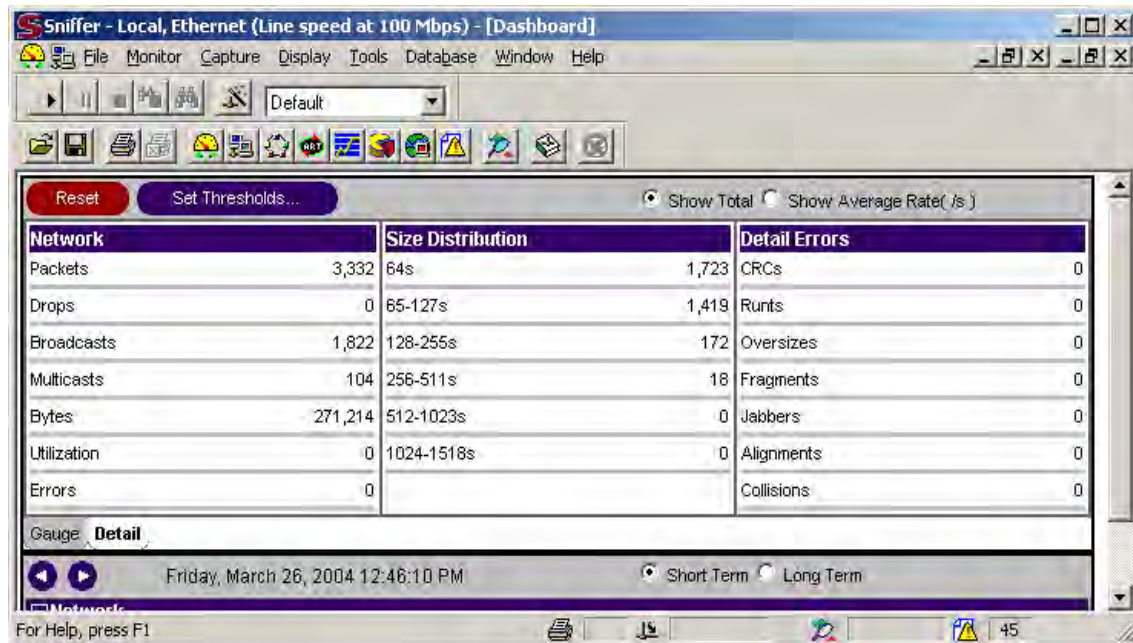 Sniffer - Local, Ethernet (Line speed at 100 Mbps) - [Dashboard]
File Monitor Capture Display Tools Database Window Help
Default
ART
Reset Set Thresholds... Show Total Show Average Rate( /s )
Network Size Distribution Detail Errors
Packets 3,332 64s 1,723 CRCs 0
Drops 0 65-127s 1,419 Runts 0
Broadcasts 1,822 128-255s 172 Oversizes 0
Multicasts 104 256-511s 18 Fragments 0
Bytes 271,214 512-1023s 0 Jabbers 0
Utilization 0 1024-1518s 0 Alignments 0
Errors 0 Collisions 0
Gauge Detail
Friday, March 26, 2004 12:46:10 PM Short Term Long Term
Network
For Help, press F1 45